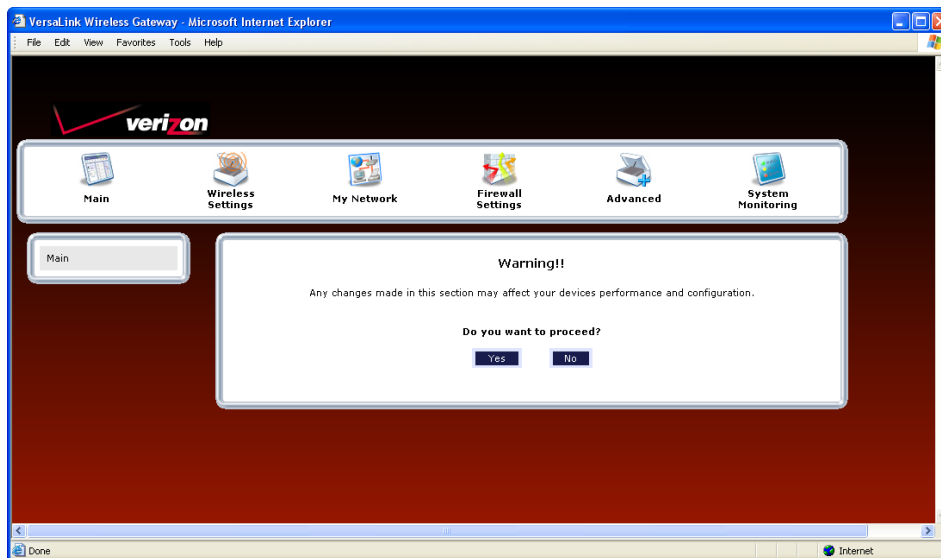 VersaLink Wireless Gateway - Microsoft Internet Explorer
File Edit View Favorites Tools Help
verizon
Main
Wireless Settings
My Network
Firewall Settings
Advanced
System Monitoring
Main
Warning!!
Any changes made in this section may affect your devices performance and configuration.
Do you want to proceed?
Yes No
Done Internet